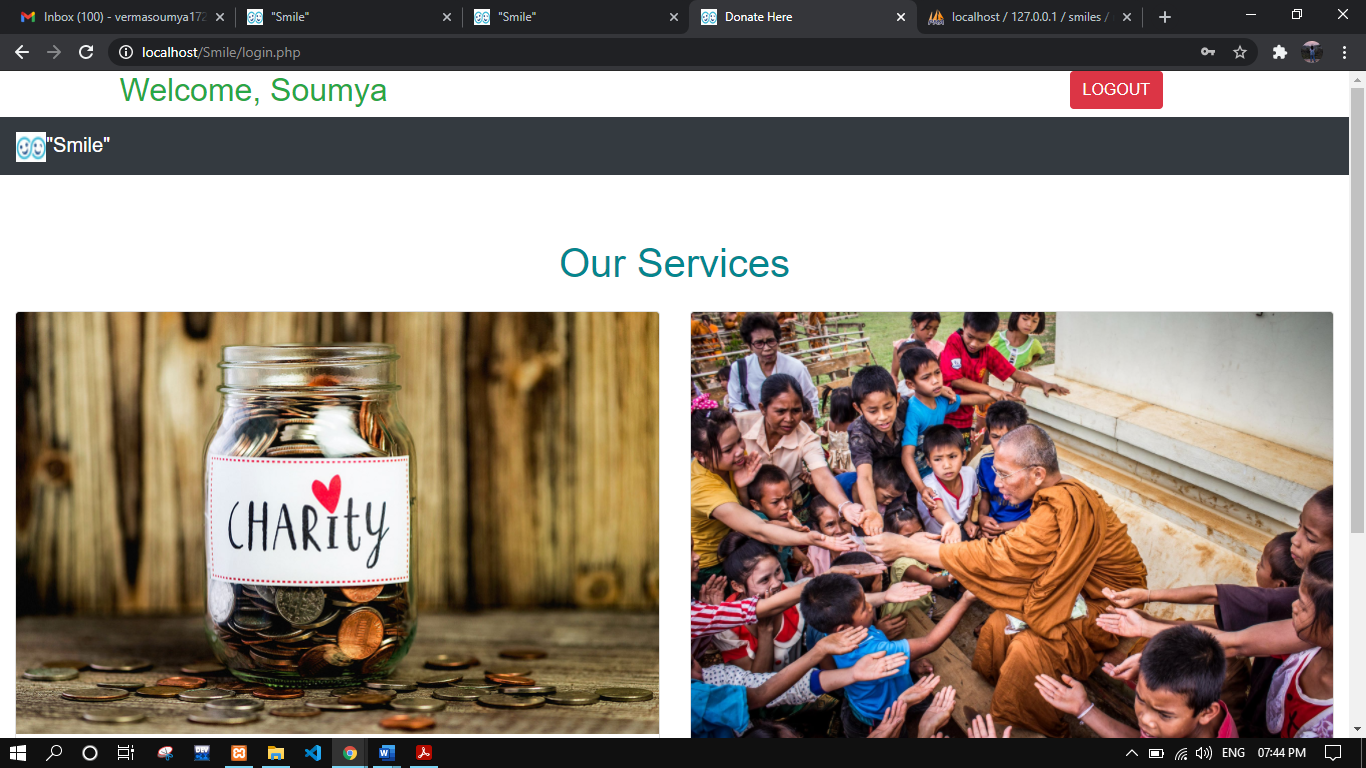 Inbox (100) - vermasoumya172
"Smile"
"Smile"
Donate Here
localhost / 127.0.0.1 / smiles /
localhost/Smile/login.php
Welcome, Soumya
LOGOUT
"Smile"
Our Services
CHARITY
ENG
07:44 PM